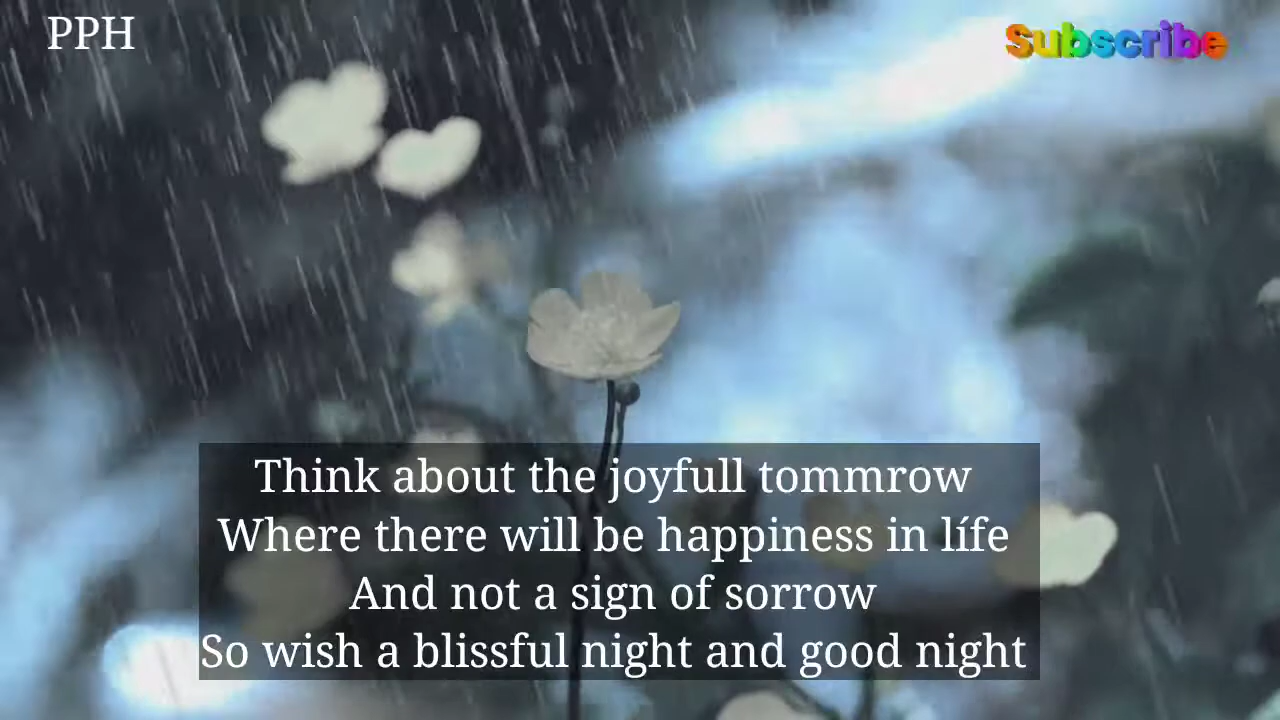 PPH
Subscribe
Think about the joyfull tommrow
Where there will be happiness in lífe
And not a sign of sorrow
So wish a blissful night and good night